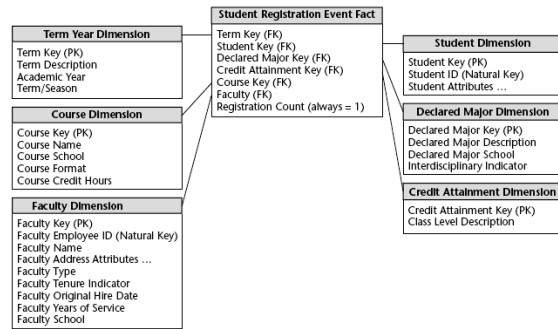 Term Year Dimension
Term Key (PK)
Term Description
Academic Year
Term/Season
Course Dimension
Course Key (PK)
Course Name
Course School
Course Format
Course Credit Hours
Faculty Dimension
Faculty Key (PK)
Faculty Employee ID (Natural Key)
Faculty Name
Faculty Address Attributes ...
Faculty Type
Faculty Tenure Indicator
Faculty Original Hire Date
Faculty Years of Service
Faculty School
Student Registration Event Fact
Term Key (FK)
Student Key (FK)
Declared Major Key (FK)
Credit Attainment Key (FK)
Course Key (FK)
Faculty (FK)
Registration Count (always = 1)
Student Dimension
Student Key (PK)
Student ID (Natural Key)
Student Attributes ...
Declared Major Dimension
Declared Major Key (PK)
Declared Major Description
Declared Major School
Interdisciplinary Indicator
Credit Attainment Dimension
Credit Attainment Key (PK)
Class Level Description